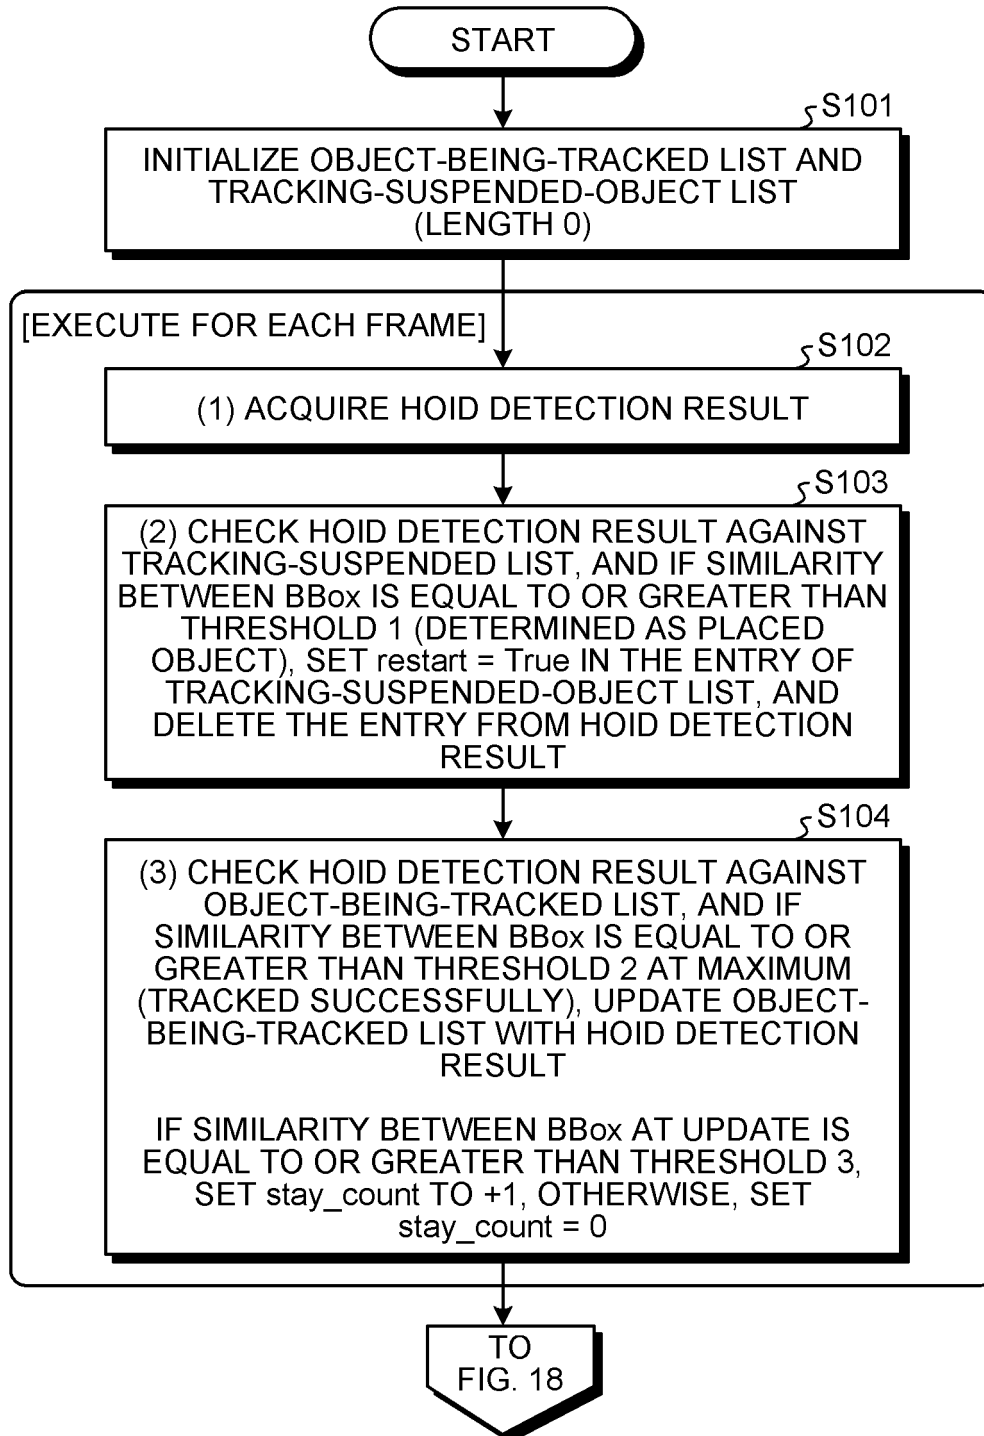 START
S101
INITIALIZE OBJECT-BEING-TRACKED LIST AND
TRACKING-SUSPENDED-OBJECT LIST
(LENGTH 0)
[EXECUTE FOR EACH FRAME]
S102
(1) ACQUIRE HOID DETECTION RESULT
S103
(2) CHECK HOID DETECTION RESULT AGAINST
TRACKING-SUSPENDED LIST, AND IF SIMILARITY
BETWEEN BBox IS EQUAL TO OR GREATER THAN
THRESHOLD 1 (DETERMINED AS PLACED
OBJECT), SET restart = True IN THE ENTRY OF
TRACKING-SUSPENDED-OBJECT LIST, AND
DELETE THE ENTRY FROM HOID DETECTION
RESULT
S104
(3) CHECK HOID DETECTION RESULT AGAINST
OBJECT-BEING-TRACKED LIST, AND IF
SIMILARITY BETWEEN BBox IS EQUAL TO OR
GREATER THAN THRESHOLD 2 AT MAXIMUM
(TRACKED SUCCESSFULLY), UPDATE OBJECT-
BEING-TRACKED LIST WITH HOID DETECTION
RESULT
IF SIMILARITY BETWEEN BBox AT UPDATE IS
EQUAL TO OR GREATER THAN THRESHOLD 3,
SET stay_count TO +1, OTHERWISE, SET
stay_count = 0
TO
FIG. 18